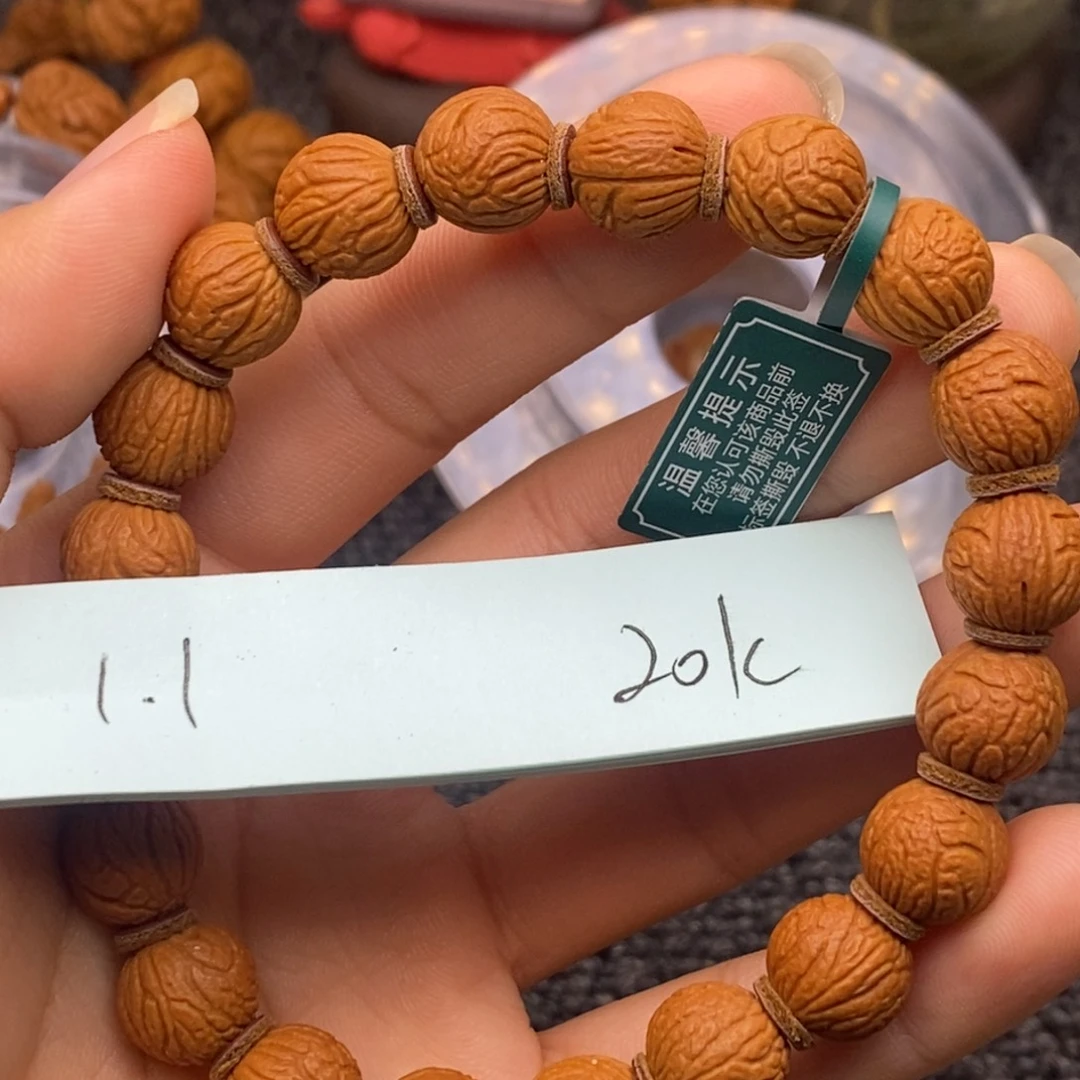 温馨提示
在您认可该商品前
请勿撕毁此签
标签撕毁 不退不换
1.1 20k